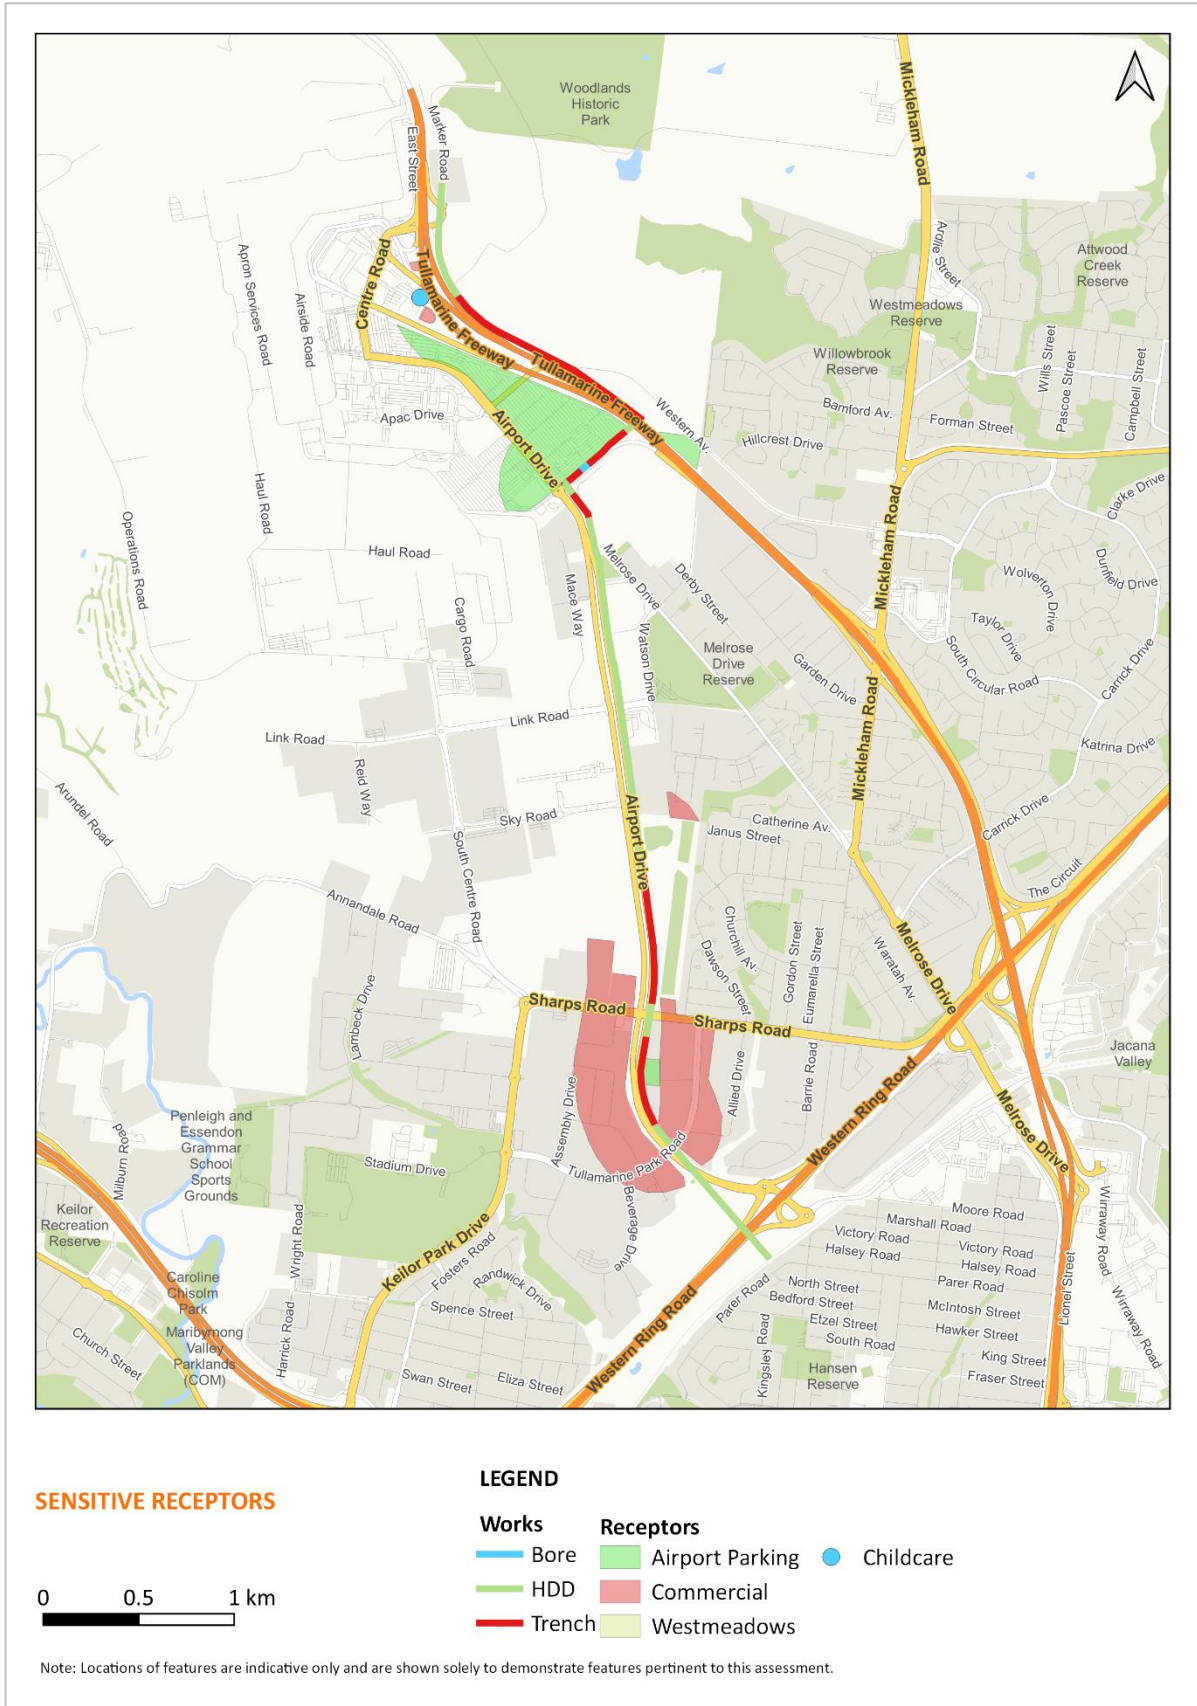 Woodlands
Historic
Park
Mickleham Road
Marker Road
East Street
Ardlie Street
Attwood
Creek
Reserve
Apron Services Road
Airside Road
Centre Road
Tullamarine Freeway
Westmeadows
Reserve
Willowbrook
Reserve
Wills Street
Pascoe Street
Campbell Street
Tullamarine Freeway
Western Av.
Bamford Av.
Forman Street
Hillcrest Drive
Apac Drive
Airport Drive
Haul Road
Clarke Drive
Operations Road
Haul Road
Mickleham Road
Melrose Drive
Derby Street
Mace Way
Cargo Road
Watson Drive
Dunfield Drive
Wolverton Drive
Taylor Drive
South Circular Road
Carrick Drive
Melrose
Drive
Reserve
Garden Drive
Mickleham Road
Link Road
Link Road
Reid Way
Katrina Drive
Arundel Road
Sky Road
Airport Drive
Catherine Av.
Janus Street
Carrick Drive
South Centre Road
The Circuit
Annandale Road
Churchill Av.
Dawson Street
Gordon Street
Eumarella Street
Waratah Av.
Melrose Drive
Sharps Road
Sharps Road
Lambeck Drive
Jacana
Valley
Assembly Drive
Allied Drive
Barrie Road
Western Ring Road
Melrose Drive
Penleigh and
Essendon
Grammar
School
Sports
Grounds
Milburn Road
Stadium Drive
Tullamarine Park Road
Beverage Drive
Keilor
Recreation
Reserve
Wright Road
Keilor Park Drive
Fosters Road
Randwick Drive
Spence Street
Moore Road
Marshall Road
Victory Road
Halsey Road
Victory Road
Halsey Road
Parer Road
Wirraway Road
Wirraway Road
Lionel Street
Caroline
Chisolm
Park
Parer Road
North Street
Bedford Street
Etzel Street
South Road
McIntosh Street
Hawker Street
King Street
Fraser Street
Maribyrnong
Valley
Parklands
(COM)
Church Street
Harrick Road
Swan Street
Eliza Street
Western Ring Road
Kingsley Road
Hansen
Reserve
SENSITIVE RECEPTORS
0 0.5 1 km
LEGEND
Works
Bore
HDD
Trench
Receptors
Airport Parking
Commercial
Westmeadows
Childcare
Note: Locations of features are indicative only and are shown solely to demonstrate features pertinent to this assessment.